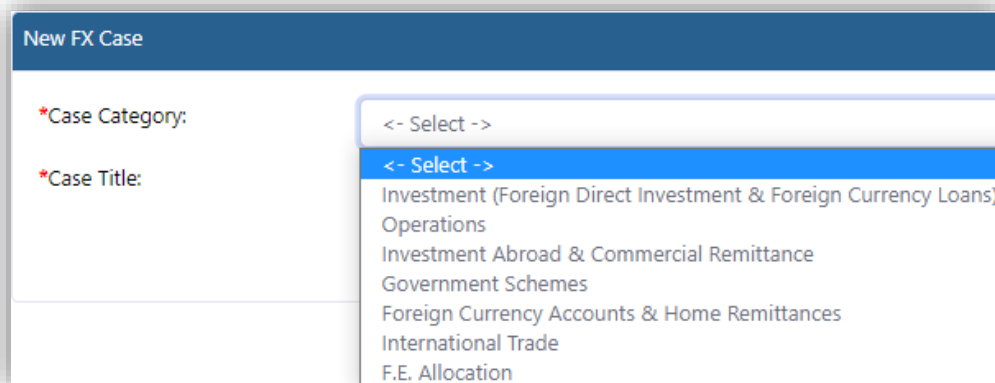 New FX Case
*Case Category:
<- Select ->
<- Select ->
*Case Title:
Investment (Foreign Direct Investment & Foreign Currency Loans)
Operations
Investment Abroad & Commercial Remittance
Government Schemes
Foreign Currency Accounts & Home Remittances
International Trade
F.E. Allocation